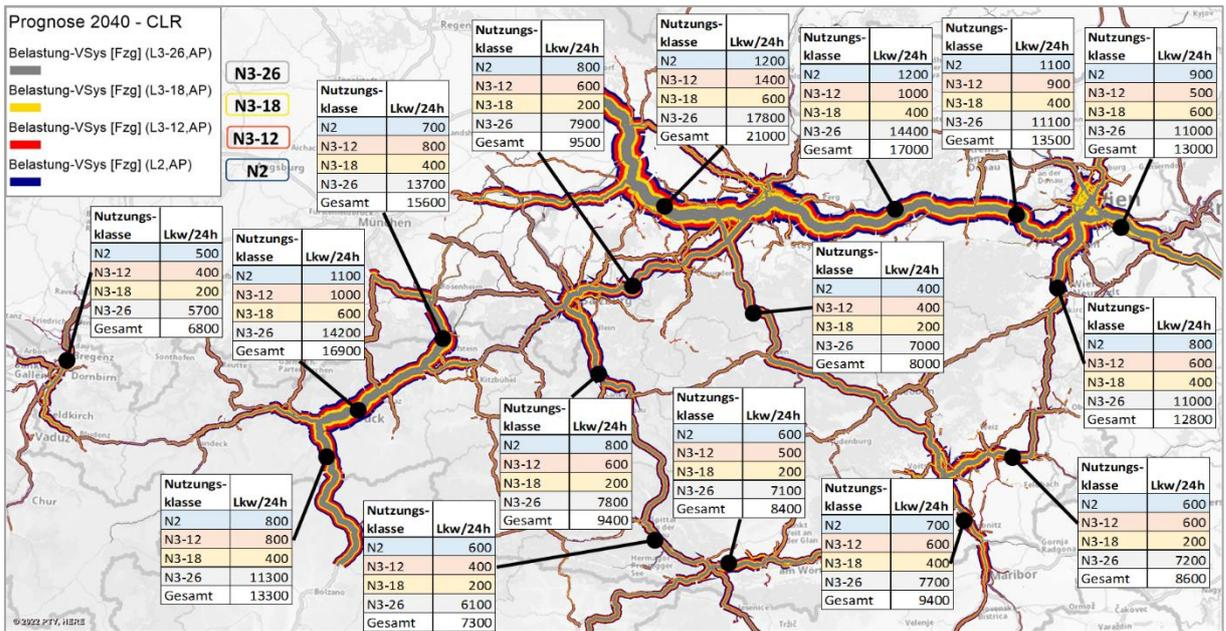 Prognose 2040 - CLR
Belastung-VSys [Fzg] (L3-26,AP)
Belastung-VSys [Fzg] (L3-18,AP)
Belastung-VSys [Fzg] (L3-12,AP)
Belastung-VSys [Fzg] (L2,AP)
N3-26
N3-18
N3-12
N2
Nutzungs-
klasse Lkw/24h
N2 700
N3-12 800
N3-18 400
N3-26 13700
Gesamt 15600
Nutzungs-
klasse Lkw/24h
N2 800
N3-12 600
N3-18 200
N3-26 7900
Gesamt 9500
Nutzungs-
klasse Lkw/24h
N2 1200
N3-12 1400
N3-18 600
N3-26 17800
Gesamt 21000
Nutzungs-
klasse Lkw/24h
N2 1200
N3-12 1000
N3-18 400
N3-26 14400
Gesamt 17000
Nutzungs-
klasse Lkw/24h
N2 1100
N3-12 900
N3-18 400
N3-26 11100
Gesamt 13500
Nutzungs-
klasse Lkw/24h
N2 900
N3-12 500
N3-18 600
N3-26 11000
Gesamt 13000
Nutzungs-
klasse Lkw/24h
N2 500
N3-12 400
N3-18 200
N3-26 5700
Gesamt 6800
Nutzungs-
klasse Lkw/24h
N2 1100
N3-12 1000
N3-18 600
N3-26 14200
Gesamt 16900
Nutzungs-
klasse Lkw/24h
N2 400
N3-12 400
N3-18 200
N3-26 7000
Gesamt 8000
Nutzungs-
klasse Lkw/24h
N2 800
N3-12 600
N3-18 400
N3-26 11000
Gesamt 12800
Nutzungs-
klasse Lkw/24h
N2 800
N3-12 800
N3-18 400
N3-26 11300
Gesamt 13300
Nutzungs-
klasse Lkw/24h
N2 600
N3-12 400
N3-18 200
N3-26 6100
Gesamt 7300
Nutzungs-
klasse Lkw/24h
N2 800
N3-12 600
N3-18 200
N3-26 7800
Gesamt 9400
Nutzungs-
klasse Lkw/24h
N2 600
N3-12 500
N3-18 200
N3-26 7100
Gesamt 8400
Nutzungs-
klasse Lkw/24h
N2 700
N3-12 600
N3-18 400
N3-26 7700
Gesamt 9400
Nutzungs-
klasse Lkw/24h
N2 600
N3-12 600
N3-18 200
N3-26 7200
Gesamt 8600
München
Rosenheim
Bregenz
Dornbirn
Vaduz
Chur
Bolzano
Kitzbühel
Maribor
Velenje
Ormož
Čakovec
Varaždin
Tržič
© 2022 PTV, HERE